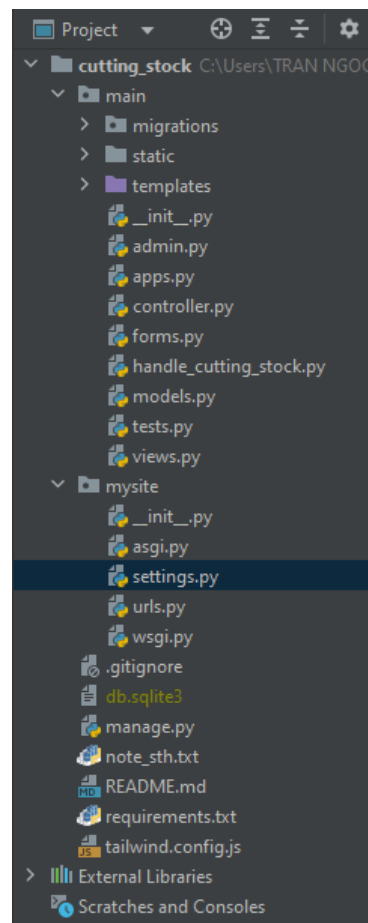 Project
cutting_stock C:\Users\TRAN NGOC
main
migrations
static
templates
__init__.py
admin.py
apps.py
controller.py
forms.py
handle_cutting_stock.py
models.py
tests.py
views.py
mysite
__init__.py
asgi.py
settings.py
urls.py
wsgi.py
.gitignore
db.sqlite3
manage.py
note_sth.txt
MD README.md
requirements.txt
JS tailwind.config.js
External Libraries
Scratches and Consoles